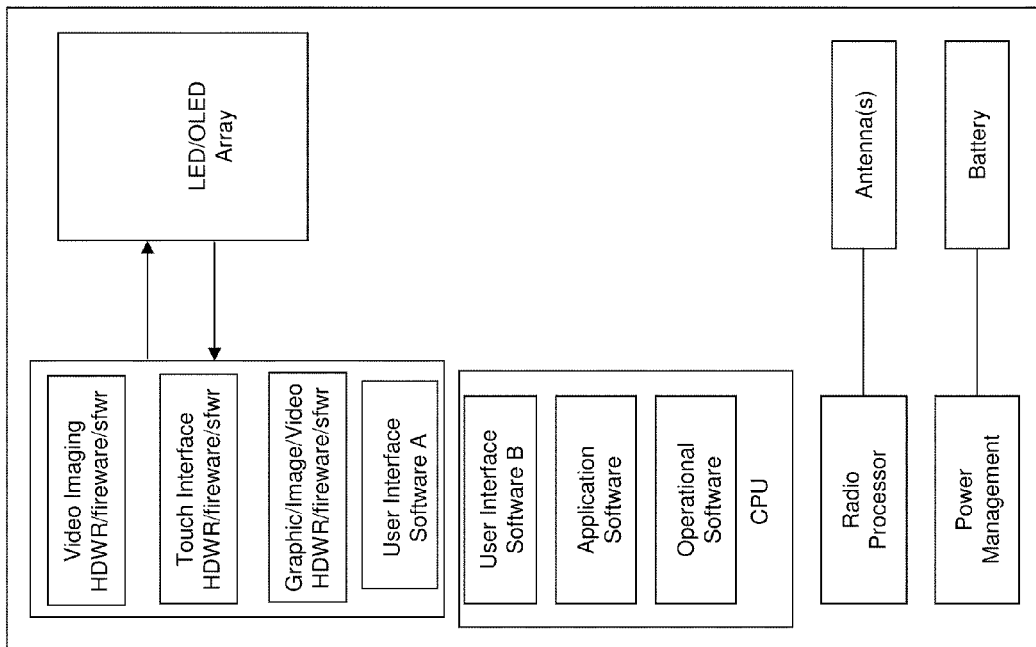 Video Imaging
HDWR/fireware/sfwr
Touch Interface
HDWR/fireware/sfwr
Graphic/Image/Video
HDWR/fireware/sfwr
User Interface
Software A
LED/OLED
Array
User Interface
Software B
Application
Software
Operational
Software
CPU
Radio
Processor
Antenna(s)
Power
Management
Battery